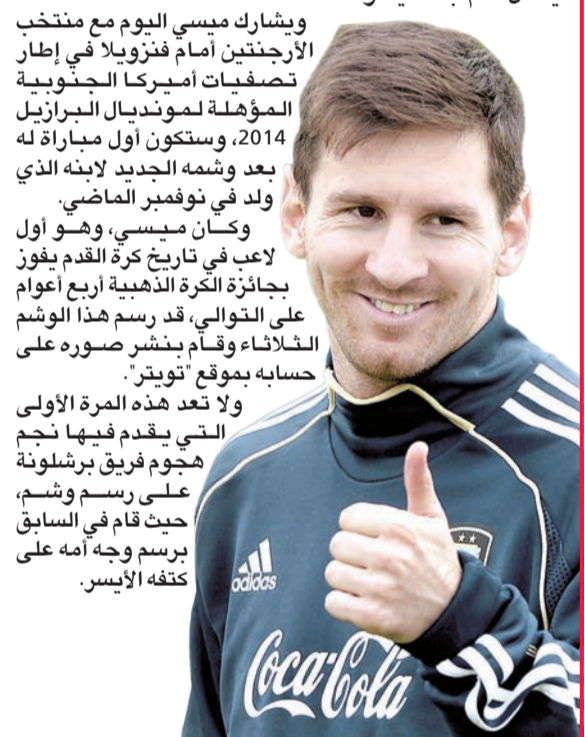 ويشارك ميسي اليوم مع منتخب
الأرجنتين أمام فنزويلا في إطار
تصفيات أميركا الجنوبية
المؤهلة لمونديال البرازيل
2014، وستكون أول مباراة له
بعد وشمه الجديد لابنه الذي
ولد في نوفمبر الماضي.
وكان ميسي، وهو أول
لاعب في تاريخ كرة القدم يفوز
بجائزة الكرة الذهبية أربع أعوام
على التوالي، قد رسم هذا الوشم
الثلاثاء وقام بنشر صوره على
حسابه بموقع "تويتر".
ولا تعد هذه المرة الأولى
التي يقدم فيها نجم
هجوم فريق برشلونة
على رسم وشم،
حيث قام في السابق
برسم وجه أمه على
كتفه الأيسر.
adidas
Coca-Cola